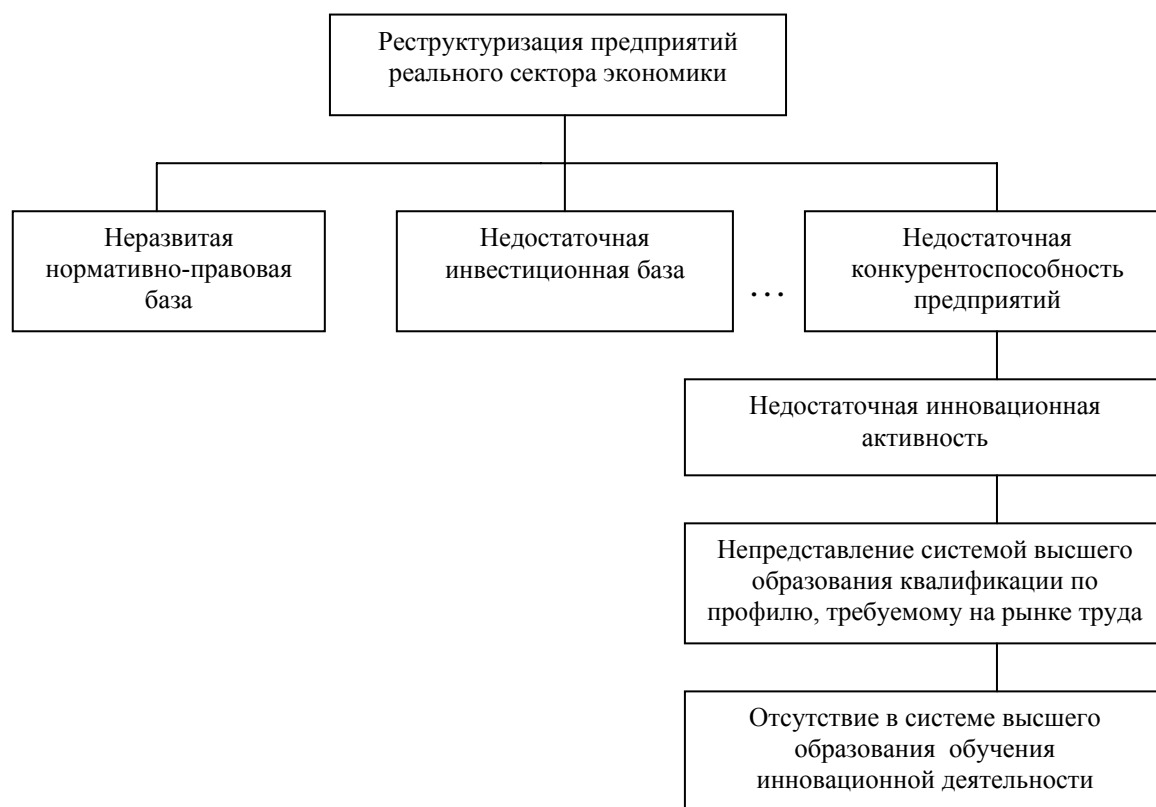 Реструктуризация предприятий
реального сектора экономики
Неразвитая
нормативно-правовая
база
Недостаточная
инвестиционная база
...
Недостаточная
конкурентоспособность
предприятий
Недостаточная инновационная
активность
Непредставление системой высшего
образования квалификации по
профилю, требуемому на рынке труда
Отсутствие в системе высшего
образования обучения
инновационной деятельности